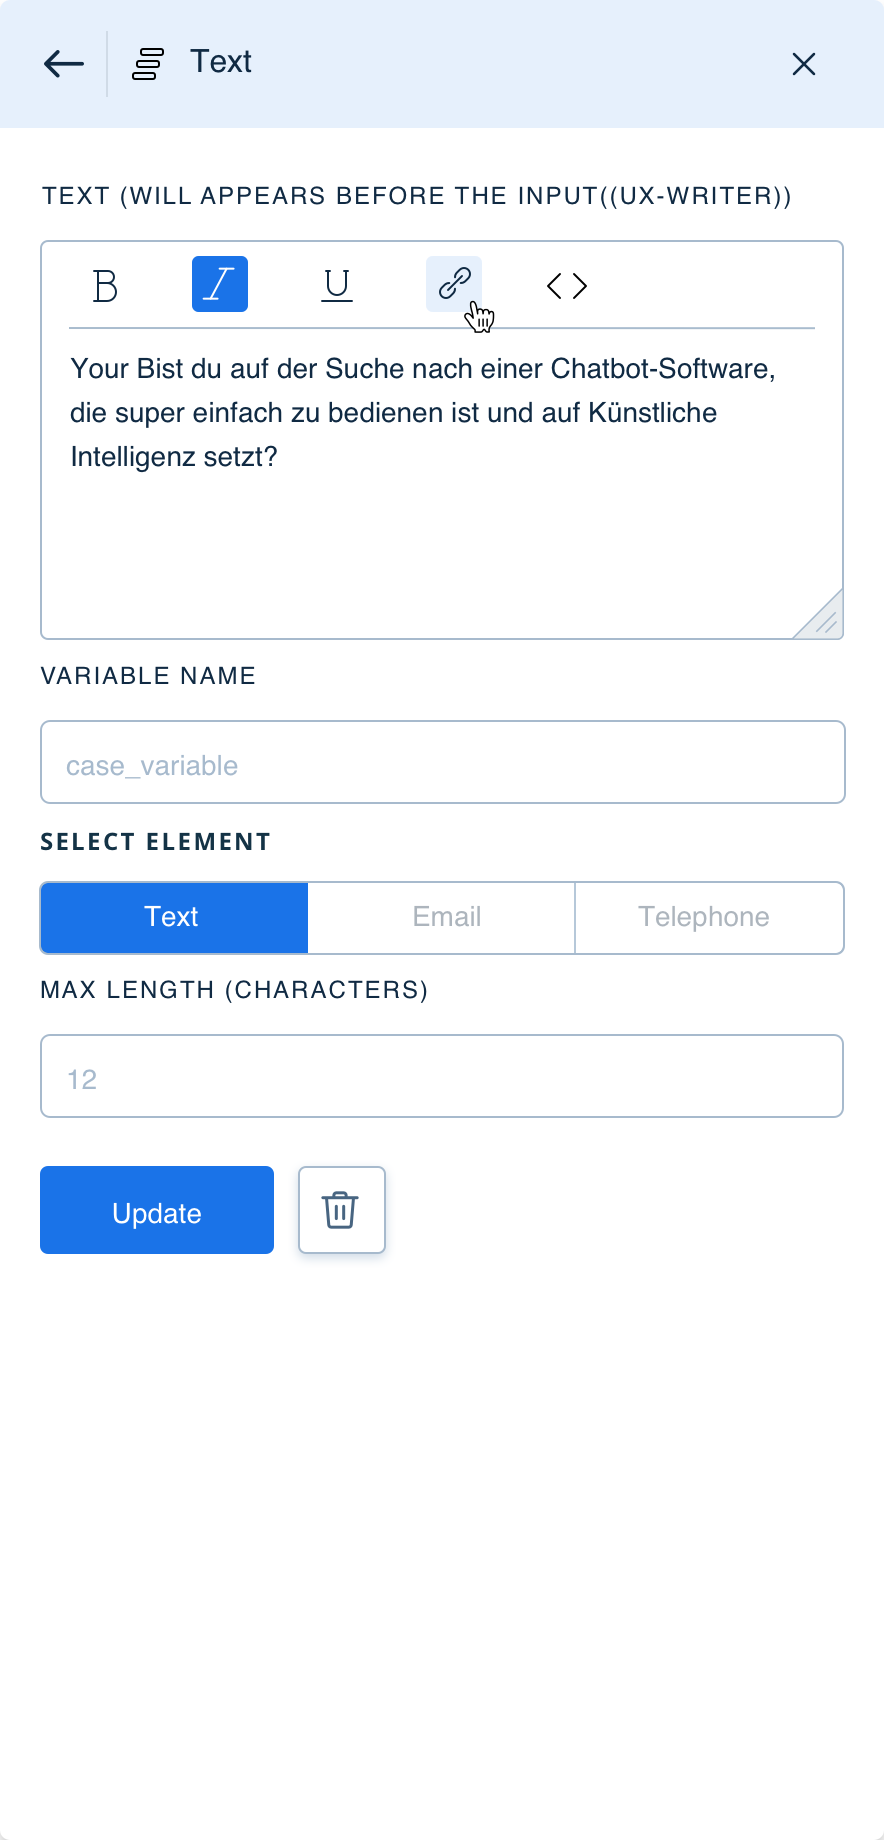 Text
TEXT (WILL APPEARS BEFORE THE INPUT((UX-WRITER))
B I U < >
Your Bist du auf der Suche nach einer Chatbot-Software,
die super einfach zu bedienen ist und auf Künstliche
Intelligenz setzt?
VARIABLE NAME
case_variable
SELECT ELEMENT
Text Email Telephone
MAX LENGTH (CHARACTERS)
12
Update